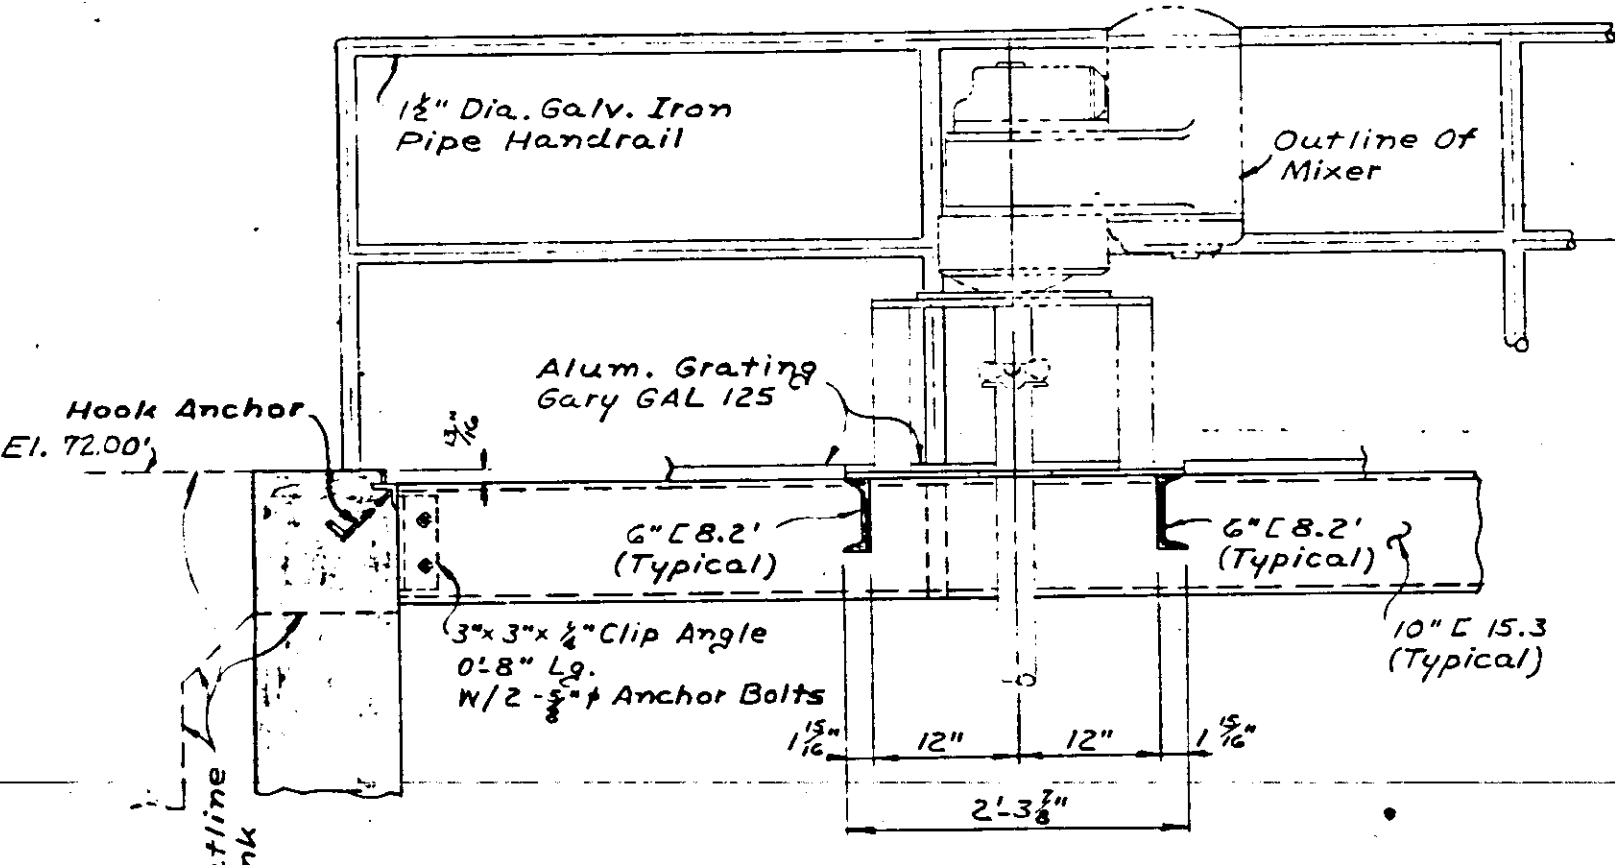 1½" Dia. Galv. Iron
Pipe Handrail
Outline Of
Mixer
Alum. Grating
Gary GAL 125
Hook Anchor
El. 72.00'
6" [ 8.2'
(Typical)
6" [ 8.2'
(Typical)
3" x 3" x ¼" Clip Angle
0'-8" Lg.
W/2 - ⅝" ϕ Anchor Bolts
10" [ 15.3
(Typical)
1 15/16"
12"
12"
1 15/16"
2'-3⅞"